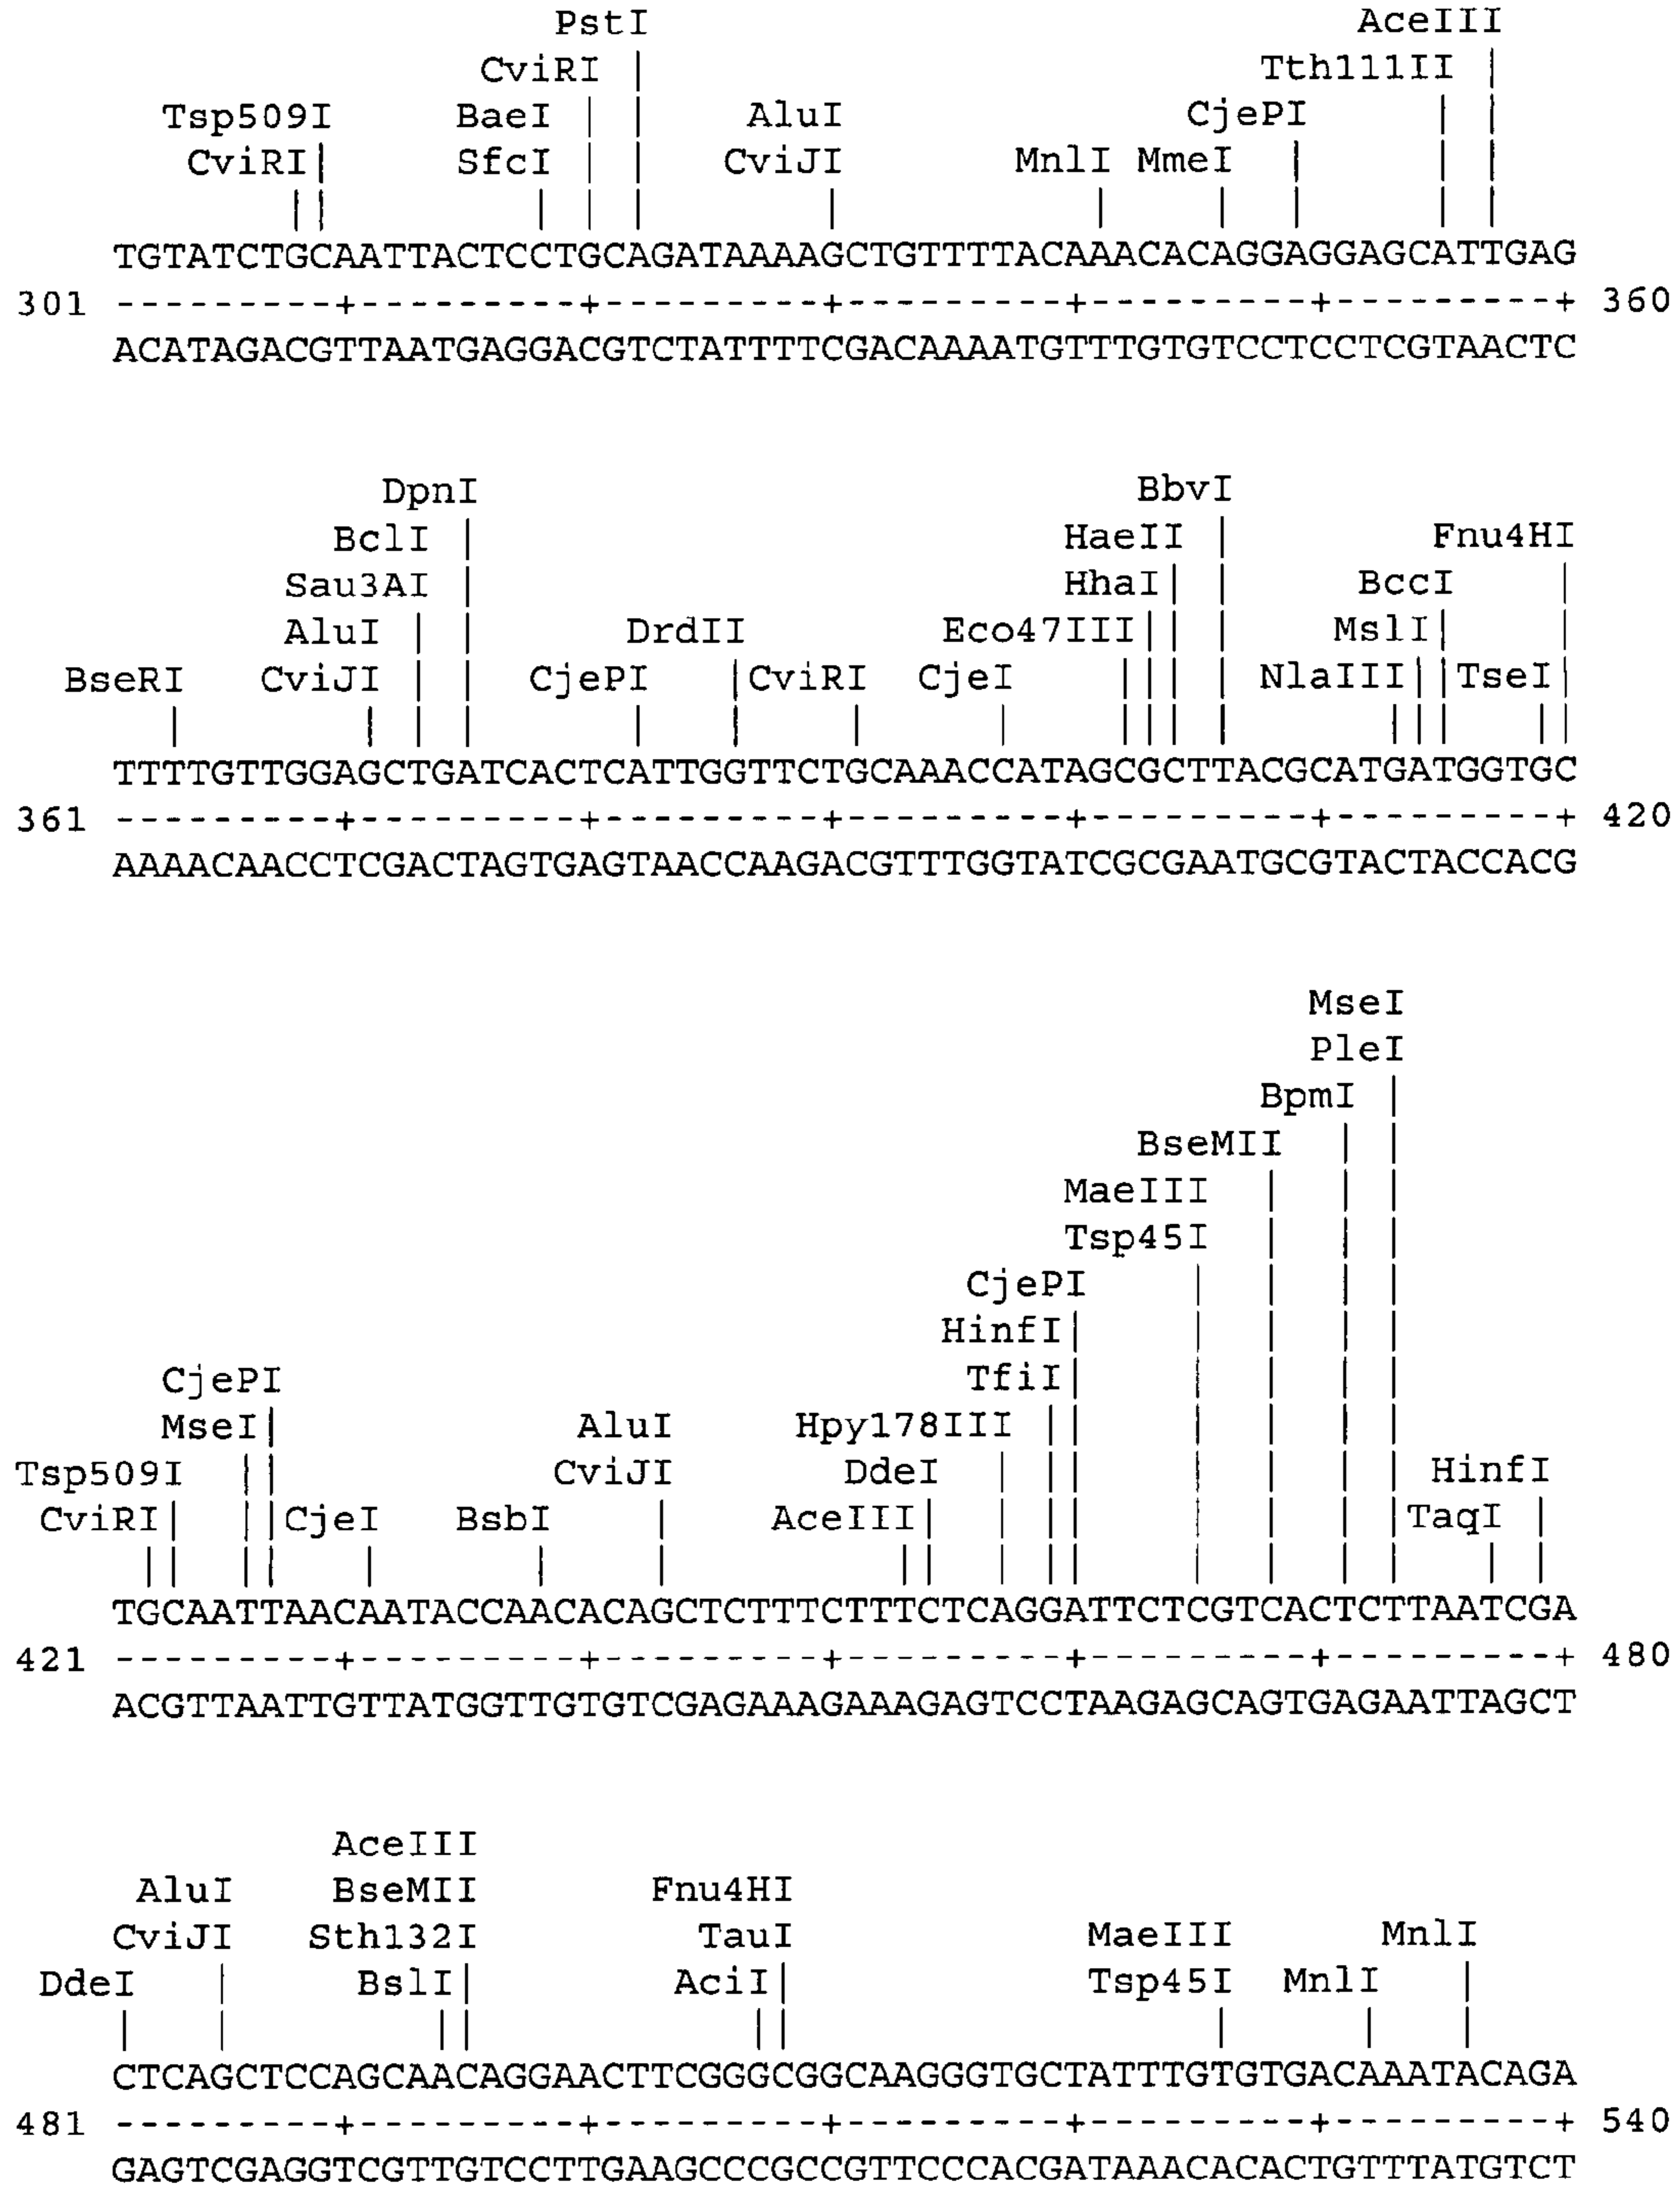 PstI AceIII
CviRI Tth111II
Tsp509I BaeI AluI CjePI
CviRI SfcI CviJI MnlI MmeI
TGTATCTGCAATTACTCCTGCAGATAAAAGCTGTTTTACAAACACAGGAGGAGCATTGAG
301 ---------+---------+---------+---------+---------+---------+ 360
ACATAGACGTTAATGAGGACGTCTATTTTCGACAAAATGTTTGTGTCCTCCTCGTAACTC
DpnI BbvI
BclI HaeII Fnu4HI
Sau3AI HhaI BccI
AluI DrdII Eco47III MslI
BseRI CviJI CjePI CviRI CjeI NlaIII TseI
TTTTGTTGGAGCTGATCACTCATTGGTTCTGCAAACCATAGCGCTTACGCATGATGGTGC
361 ---------+---------+---------+---------+---------+---------+ 420
AAAACAACCTCGACTAGTGAGTAACCAAGACGTTTGGTATCGCGAATGCGTACTACCACG
MseI
PleI
BpmI
BseMII
MaeIII
Tsp45I
CjePI
HinfI
CjePI TfiI
MseI AluI Hpy178III
Tsp509I CviJI DdeI HinfI
CviRI CjeI BsbI AceIII TaqI
TGCAATTAACAATACCAACACAGCTCTTTCTTTCTCAGGATTCTCGTCACTCTTAATCGA
421 ---------+---------+---------+---------+---------+---------+ 480
ACGTTAATTGTTATGGTTGTGTCGAGAAAGAAAGAGTCCTAAGAGCAGTGAGAATTAGCT
AceIII
AluI BseMII Fnu4HI
CviJI Sth132I TauI MaeIII MnlI
DdeI BslI AciI Tsp45I MnlI
CTCAGCTCCAGCAACAGGAACTTCGGGCGGCAAGGGTGCTATTTGTGTGACAAATACAGA
481 ---------+---------+---------+---------+---------+---------+ 540
GAGTCGAGGTCGTTGTCCTTGAAGCCCGCCGTTCCCACGATAAACACACTGTTTATGTCT